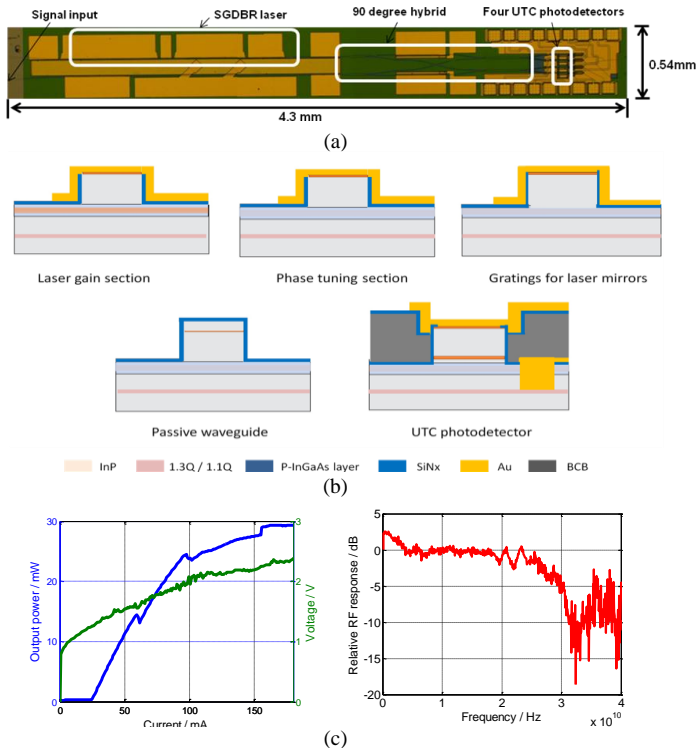 Signal input
SGDBR laser
90 degree hybrid
Four UTC photodetectors
0.54mm
4.3 mm
(a)
Laser gain section
Phase tuning section
Gratings for laser mirrors
Passive waveguide
UTC photodetector
InP
1.3Q / 1.1Q
P-InGaAs layer
SiNx
Au
BCB
(b)
30
20
10
0
Output power / mW
0
50
100
150
Current / mA
3
2
1
0
Voltage / V
5
0
-5
-10
-15
-20
Relative RF response / dB
0
1
2
3
4
x 10^10
Frequency / Hz
(c)